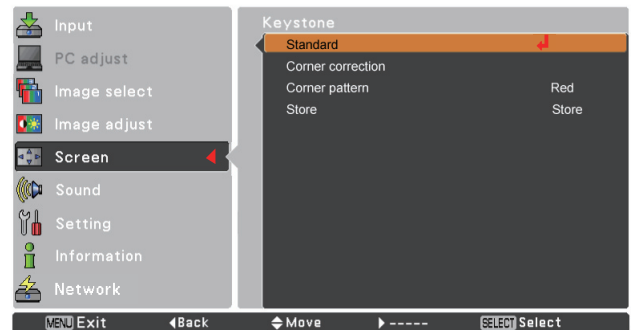 Input
PC adjust
Image select
Image adjust
Screen
Sound
Setting
Information
Network
Keystone
Standard
Corner correction
Corner pattern Red
Store Store
MENU Exit ◀Back Move ▶----- SELECT Select